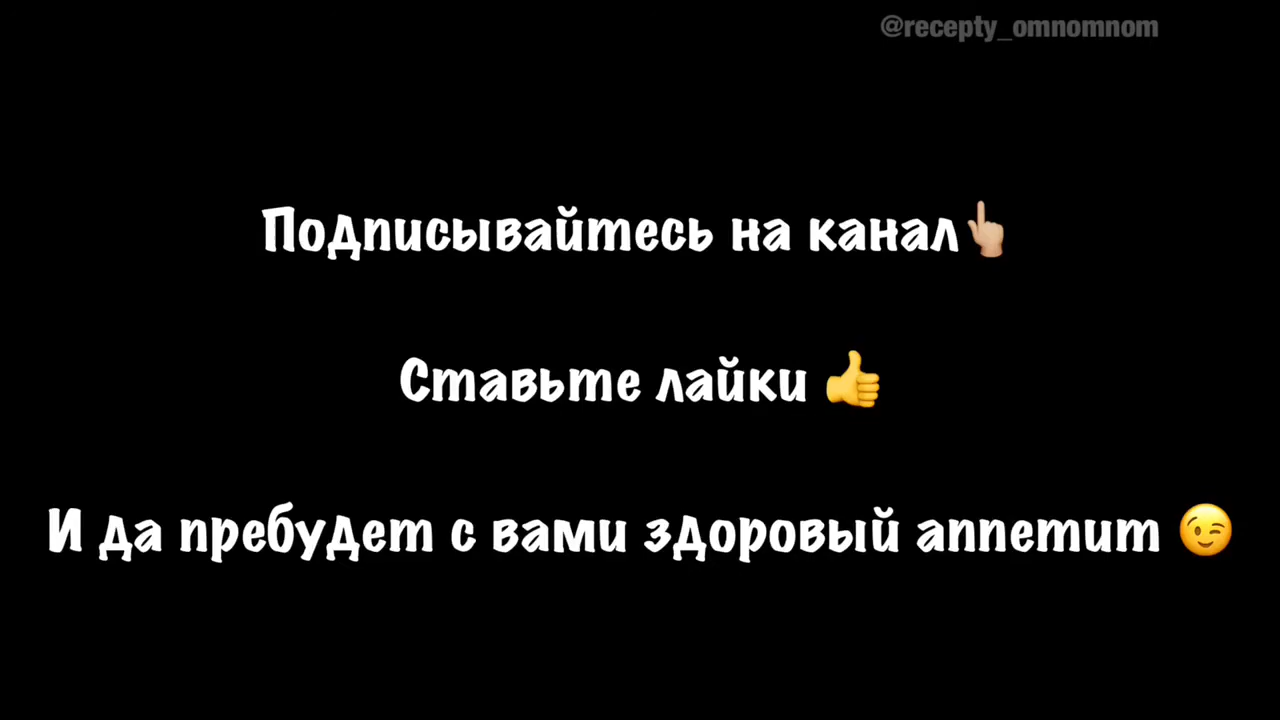 @recepty_omnomnom
Подписывайтесь на канал👆🏼
Ставьте лайки 👍
И да пребудет с вами здоровый аппетит 😉